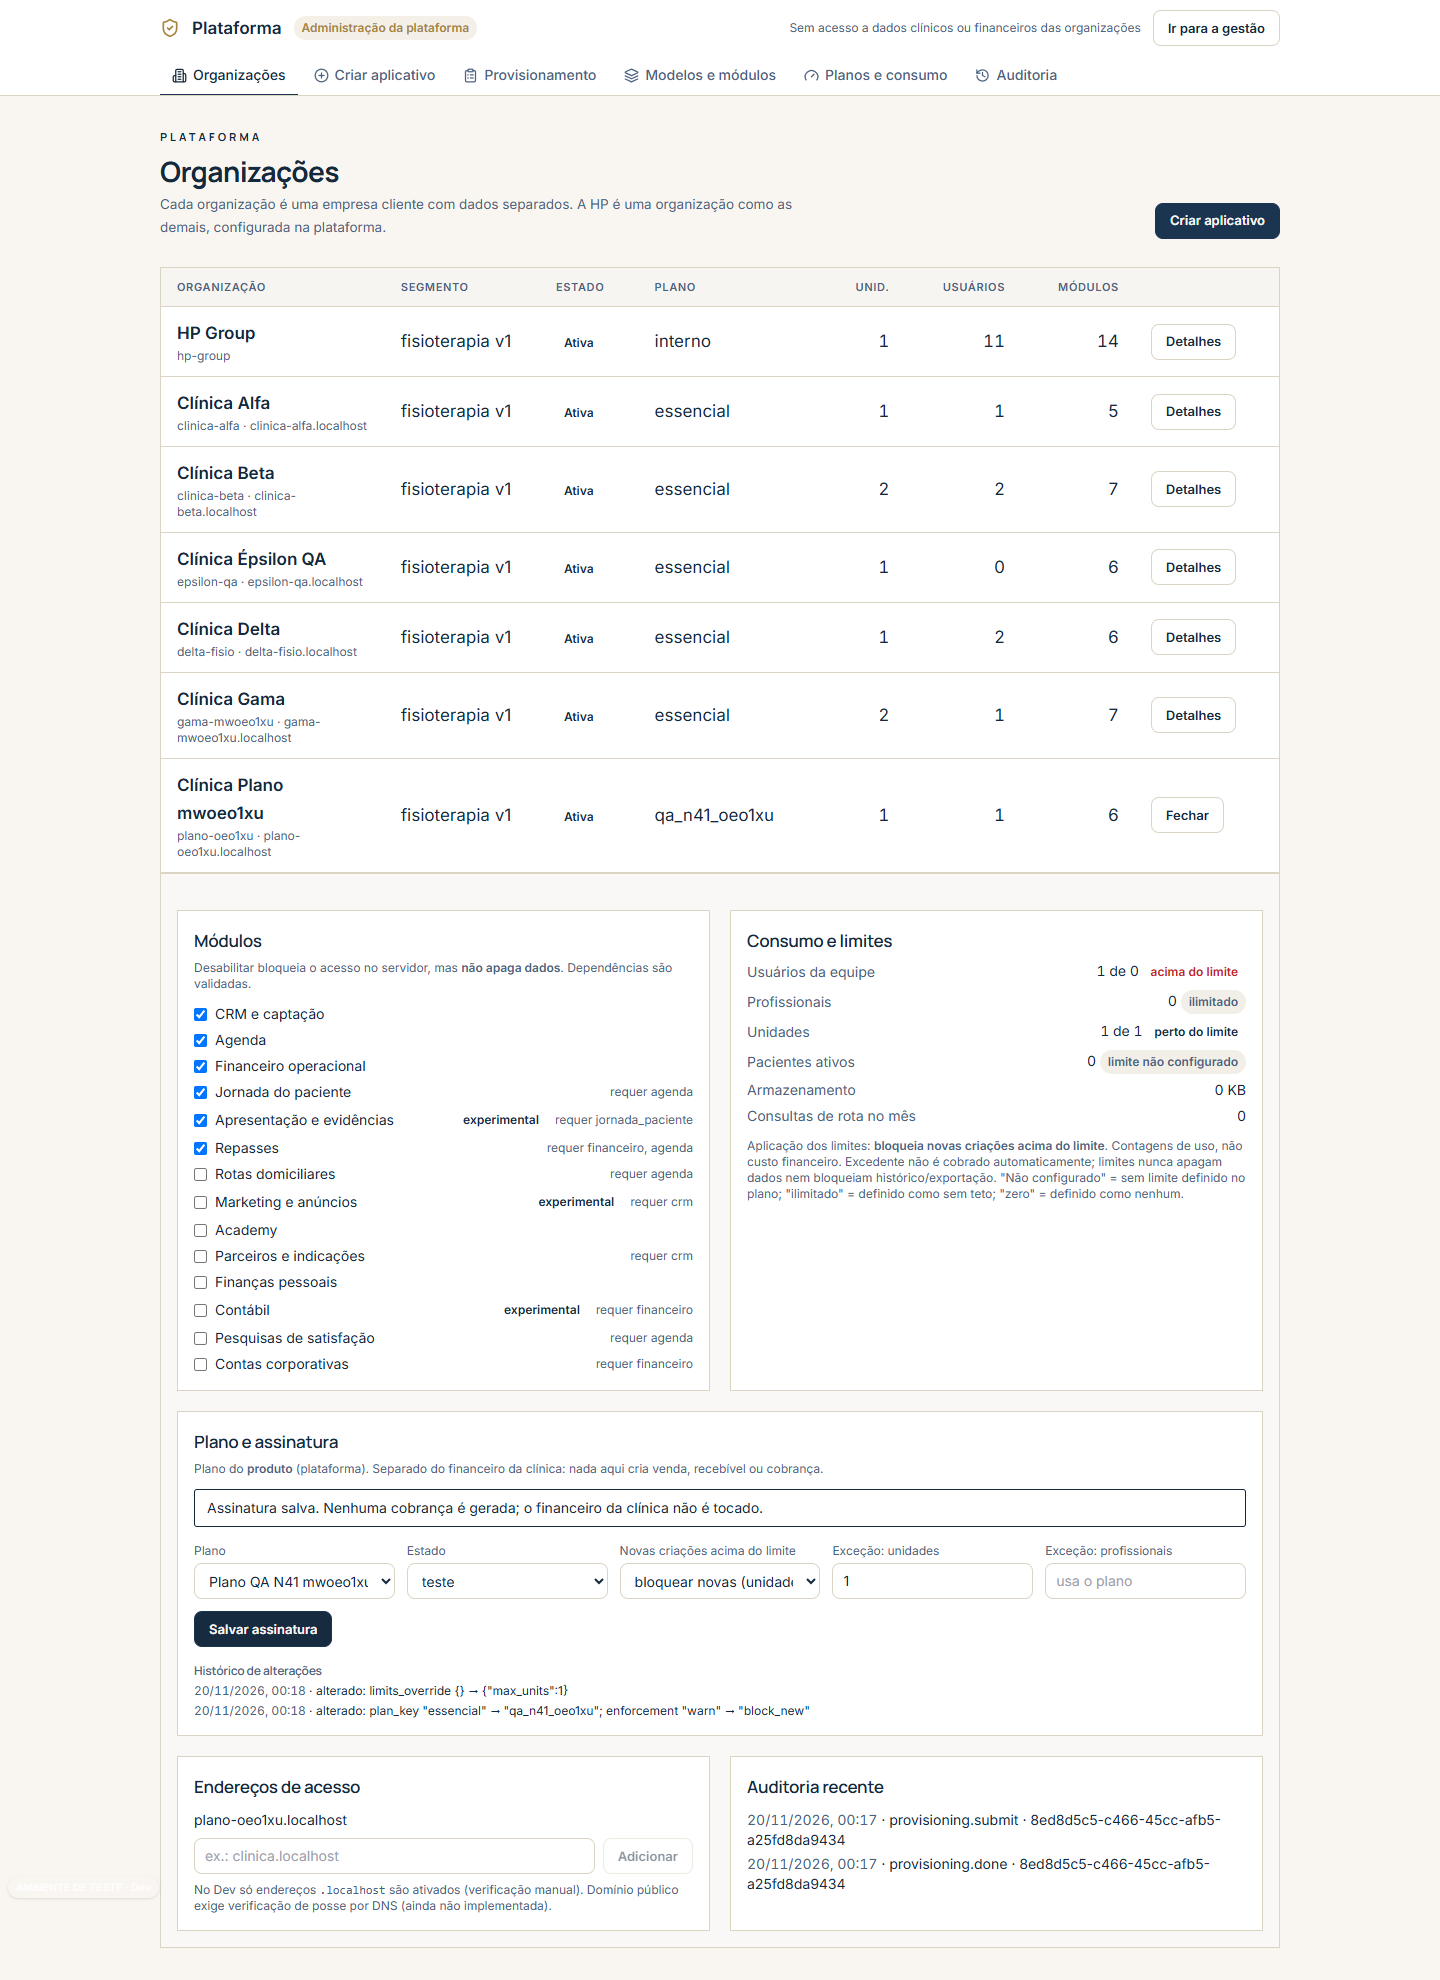 Plataforma
Administração da plataforma
Sem acesso a dados clínicos ou financeiros das organizações
Ir para a gestão
Organizações
Criar aplicativo
Provisionamento
Modelos e módulos
Planos e consumo
Auditoria
PLATAFORMA
Organizações
Cada organização é uma empresa cliente com dados separados. A HP é uma organização como as
demais, configurada na plataforma.
Criar aplicativo
ORGANIZAÇÃO SEGMENTO ESTADO PLANO UNID. USUÁRIOS MÓDULOS
HP Group
hp-group
fisioterapia v1 Ativa interno 1 11 14 Detalhes
Clínica Alfa
clinica-alfa · clinica-alfa.localhost
fisioterapia v1 Ativa essencial 1 1 5 Detalhes
Clínica Beta
clinica-beta · clinica-
beta.localhost
fisioterapia v1 Ativa essencial 2 2 7 Detalhes
Clínica Épsilon QA
epsilon-qa · epsilon-qa.localhost
fisioterapia v1 Ativa essencial 1 0 6 Detalhes
Clínica Delta
delta-fisio · delta-fisio.localhost
fisioterapia v1 Ativa essencial 1 2 6 Detalhes
Clínica Gama
gama-mwoeo1xu · gama-
mwoeo1xu.localhost
fisioterapia v1 Ativa essencial 2 1 7 Detalhes
Clínica Plano
mwoeo1xu
plano-oeo1xu · plano-
oeo1xu.localhost
fisioterapia v1 Ativa qa_n41_oeo1xu 1 1 6 Fechar
Módulos
Desabilitar bloqueia o acesso no servidor, mas não apaga dados. Dependências são
validadas.
CRM e captação
Agenda
Financeiro operacional
Jornada do paciente requer agenda
Apresentação e evidências experimental requer jornada_paciente
Repasses requer financeiro, agenda
Rotas domiciliares requer agenda
Marketing e anúncios experimental requer crm
Academy
Parceiros e indicações requer crm
Finanças pessoais
Contábil experimental requer financeiro
Pesquisas de satisfação requer agenda
Contas corporativas requer financeiro
Consumo e limites
Usuários da equipe 1 de 0 acima do limite
Profissionais 0 ilimitado
Unidades 1 de 1 perto do limite
Pacientes ativos 0 limite não configurado
Armazenamento 0 KB
Consultas de rota no mês 0
Aplicação dos limites: bloqueia novas criações acima do limite. Contagens de uso, não
custo financeiro. Excedente não é cobrado automaticamente; limites nunca apagam
dados nem bloqueiam histórico/exportação. "Não configurado" = sem limite definido no
plano; "ilimitado" = definido como sem teto; "zero" = definido como nenhum.
Plano e assinatura
Plano do produto (plataforma). Separado do financeiro da clínica: nada aqui cria venda, recebível ou cobrança.
Assinatura salva. Nenhuma cobrança é gerada; o financeiro da clínica não é tocado.
Plano Estado Novas criações acima do limite Exceção: unidades Exceção: profissionais
Plano QA N41 mwoeo1xu teste bloquear novas (unidade 1 usa o plano
Salvar assinatura
Histórico de alterações
20/11/2026, 00:18 · alterado: limits_override {} → {"max_units":1}
20/11/2026, 00:18 · alterado: plan_key "essencial" → "qa_n41_oeo1xu"; enforcement "warn" → "block_new"
Endereços de acesso
plano-oeo1xu.localhost
ex.: clinica.localhost
Adicionar
No Dev só endereços .localhost são ativados (verificação manual). Domínio público
exige verificação de posse por DNS (ainda não implementada).
Auditoria recente
20/11/2026, 00:17 · provisioning.submit · 8ed8d5c5-c466-45cc-afb5-
a25fd8da9434
20/11/2026, 00:17 · provisioning.done · 8ed8d5c5-c466-45cc-afb5-
a25fd8da9434
AMBIENTE DE TESTE · Dev